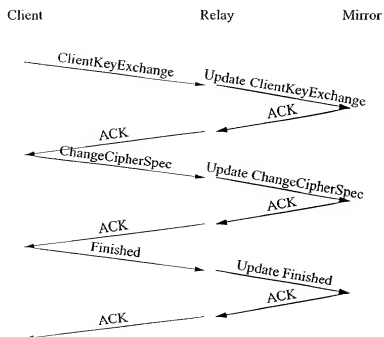 Client Relay Mirror
ClientKeyExchange
Update ClientKeyExchange
ACK
ACK
ChangeCipherSpec
Update ChangeCipherSpec
ACK
ACK
Finished
Update Finished
ACK
ACK